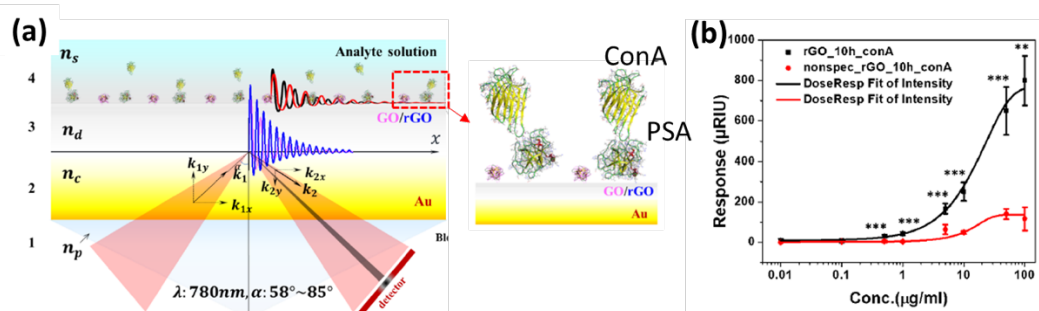 (a)
n_s
Analyte solution
4
GO/rGO
3
n_d
x
k_1y
k_1
k_2x
n_c
k_2y
k_2
2
k_1x
Au
1
n_p
λ: 780nm, α: 58°~85°
detector
ConA
PSA
GO/rGO
Au
(b)
1000
800
600
400
200
0
Response (μRIU)
rGO_10h_conA
nonspec_rGO_10h_conA
DoseResp Fit of Intensity
DoseResp Fit of Intensity
**
***
***
***
***
***
0.01
0.1
1
10
100
Conc.(μg/ml)